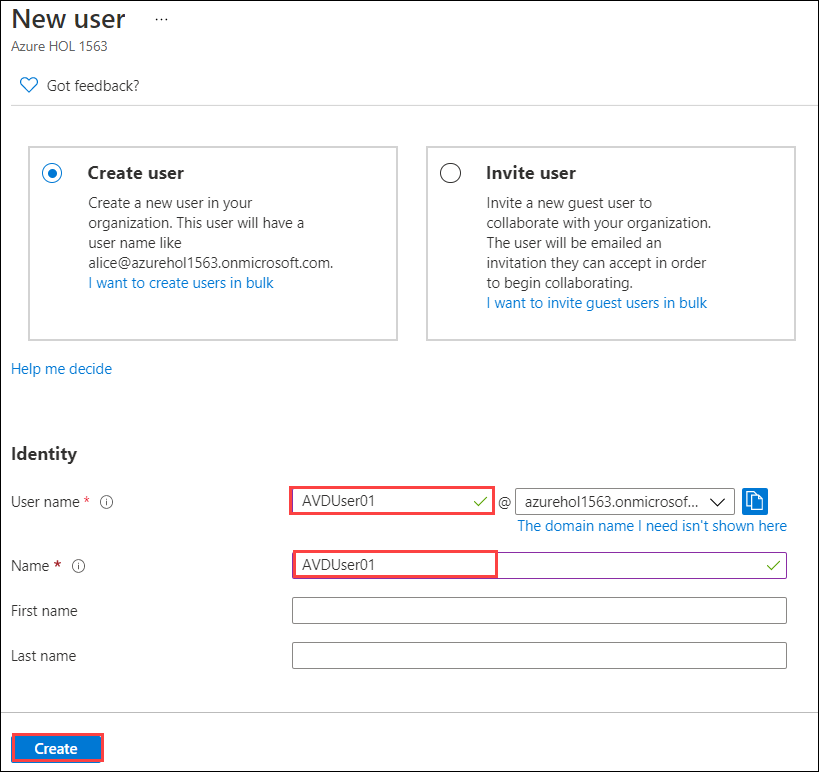 New user ...
Azure HOL 1563
Got feedback?
Create user
Create a new user in your
organization. This user will have a
user name like
alice@azurehol1563.onmicrosoft.com.
I want to create users in bulk
Invite user
Invite a new guest user to
collaborate with your organization.
The user will be emailed an
invitation they can accept in order
to begin collaborating.
I want to invite guest users in bulk
Help me decide
Identity
User name * AVDUser01 @ azurehol1563.onmicrosof...
The domain name I need isn't shown here
Name * AVDUser01
First name
Last name
Create